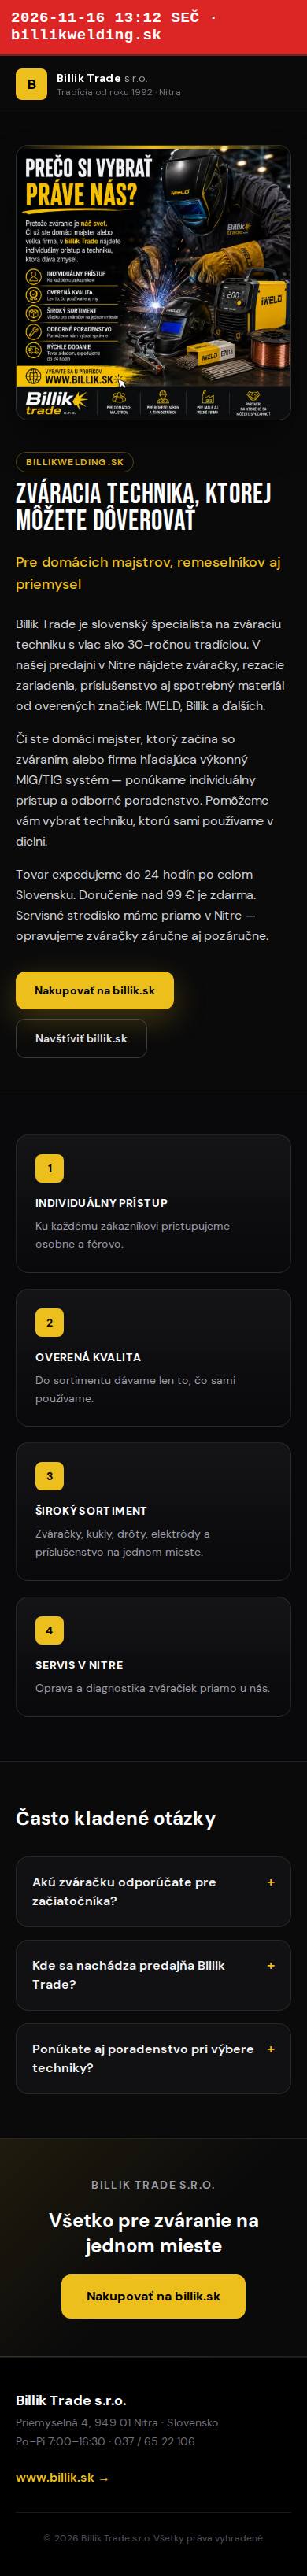 2026-11-16 13:12 SEČ ·
billikwelding.sk
B
Billik Trade s.r.o.
Tradícia od roku 1992 · Nitra
PREČO SI VYBRAŤ
PRÁVE NÁS?
Pretože zváranie je náš svet.
Či už ste domáci majster alebo
veľká firma, v Billik Trade nájdete
individuálny prístup a techniku,
ktorá dáva zmysel.
INDIVIDUÁLNY PRÍSTUP
Ku každému zákazníkovi
OVERENÁ KVALITA
ŠIROKÝ SORTIMENT
ODBORNÉ PORADENSTVO
RÝCHLE DODANIE
VYBERTE SI U PROFÍKOV
WWW.BILLIK.SK
Billik
trade s.r.o.
iWELD
BILLIKWELDING.SK
ZVÁRACIA TECHNIKA, KTOREJ
MÔŽETE DÔVEROVAŤ
Pre domácich majstrov, remeselníkov aj
priemysel
Billik Trade je slovenský špecialista na zváraciu
techniku s viac ako 30-ročnou tradíciou. V
našej predajni v Nitre nájdete zváračky, rezacie
zariadenia, príslušenstvo aj spotrebný materiál
od overených značiek IWELD, Billik a ďalších.
Či ste domáci majster, ktorý začína so
zváraním, alebo firma hľadajúca výkonný
MIG/TIG systém — ponúkame individuálny
prístup a odborné poradenstvo. Pomôžeme
vám vybrať techniku, ktorú sami používame v
dielni.
Tovar expedujeme do 24 hodín po celom
Slovensku. Doručenie nad 99 € je zdarma.
Servisné stredisko máme priamo v Nitre —
opravujeme zváračky záručne aj pozáručne.
Nakupovať na billik.sk
Navštíviť billik.sk
1
INDIVIDUÁLNY PRÍSTUP
Ku každému zákazníkovi pristupujeme
osobne a férovo.
2
OVERENÁ KVALITA
Do sortimentu dávame len to, čo sami
používame.
3
ŠIROKÝ SORTIMENT
Zváračky, kukly, drôty, elektródy a
príslušenstvo na jednom mieste.
4
SERVIS V NITRE
Oprava a diagnostika zváračiek priamo u nás.
Často kladené otázky
Akú zváračku odporúčate pre
začiatočníka?
+
Kde sa nachádza predajňa Billik
Trade?
+
Ponúkate aj poradenstvo pri výbere
techniky?
+
BILLIK TRADE S.R.O.
Všetko pre zváranie na
jednom mieste
Nakupovať na billik.sk
Billik Trade s.r.o.
Priemyselná 4, 949 01 Nitra · Slovensko
Po–Pi 7:00–16:30 · 037 / 65 22 106
www.billik.sk →
© 2026 Billik Trade s.r.o. Všetky práva vyhradené.